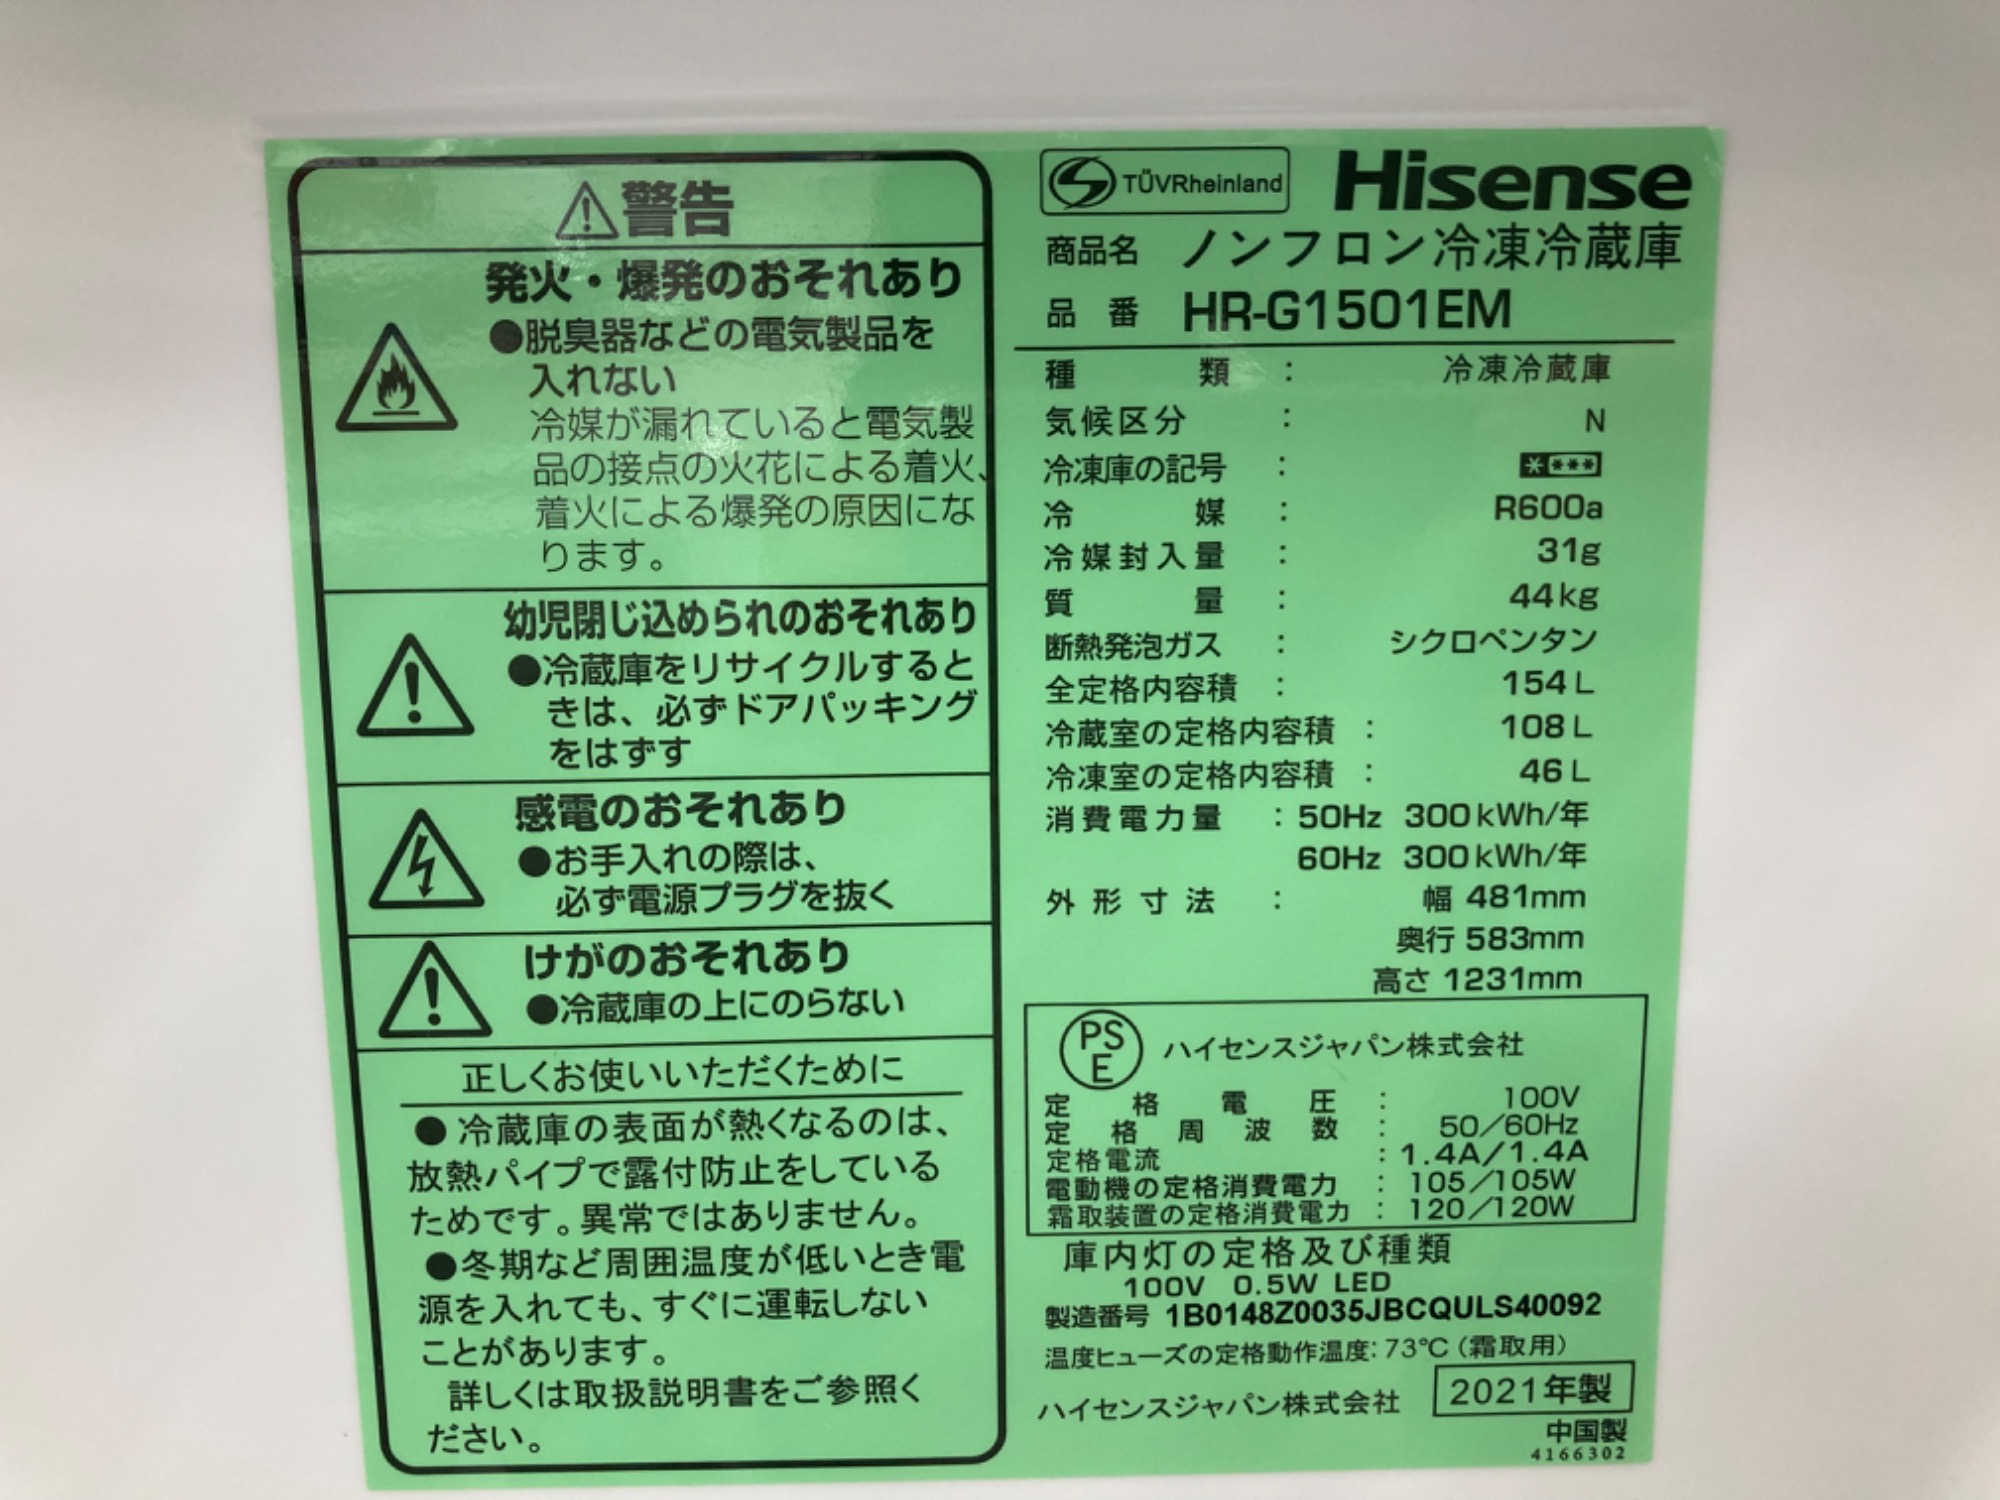 警告
発火・爆発のおそれあり
●脱臭器などの電気製品を
入れない
冷媒が漏れていると電気製
品の接点の火花による着火、
着火による爆発の原因にな
ります。
幼児閉じ込められのおそれあり
●冷蔵庫をリサイクルすると
きは、必ずドアパッキング
をはずす
感電のおそれあり
●お手入れの際は、
必ず電源プラグを抜く
けがのおそれあり
●冷蔵庫の上にのらない
正しくお使いいただくために
●冷蔵庫の表面が熱くなるのは、
放熱パイプで露付防止をしている
ためです。異常ではありません。
●冬期など周囲温度が低いとき電
源を入れても、すぐに運転しない
ことがあります。
詳しくは取扱説明書をご参照く
ださい。
TÜVRheinland Hisense
商品名 ノンフロン冷凍冷蔵庫
品番 HR-G1501EM
種類 : 冷凍冷蔵庫
気候区分 : N
冷凍庫の記号 : ****
冷媒 : R600a
冷媒封入量 : 31g
質量 : 44kg
断熱発泡ガス : シクロペンタン
全定格内容積 : 154L
冷蔵室の定格内容積 : 108L
冷凍室の定格内容積 : 46L
消費電力量 : 50Hz 300kWh/年
60Hz 300kWh/年
外形寸法 : 幅 481mm
奥行 583mm
高さ 1231mm
PSE ハイセンスジャパン株式会社
定格電圧 : 100V
定格周波数 : 50/60Hz
定格電流 : 1.4A/1.4A
電動機の定格消費電力 : 105/105W
霜取装置の定格消費電力 : 120/120W
庫内灯の定格及び種類
100V 0.5W LED
製造番号 1B0148Z0035JBCQULS40092
温度ヒューズの定格動作温度:73℃(霜取用)
ハイセンスジャパン株式会社 2021年製
中国製
4166302